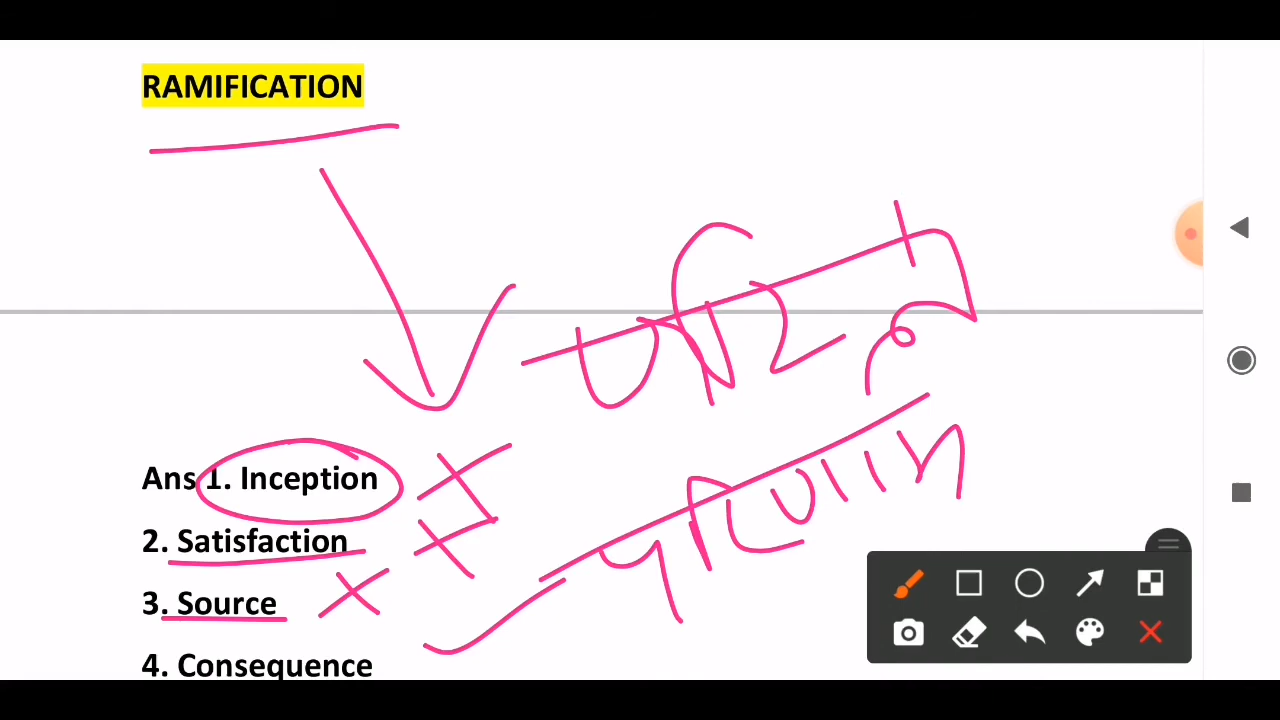 RAMIFICATION
Ans 1. Inception
2. Satisfaction
3. Source
4. Consequence